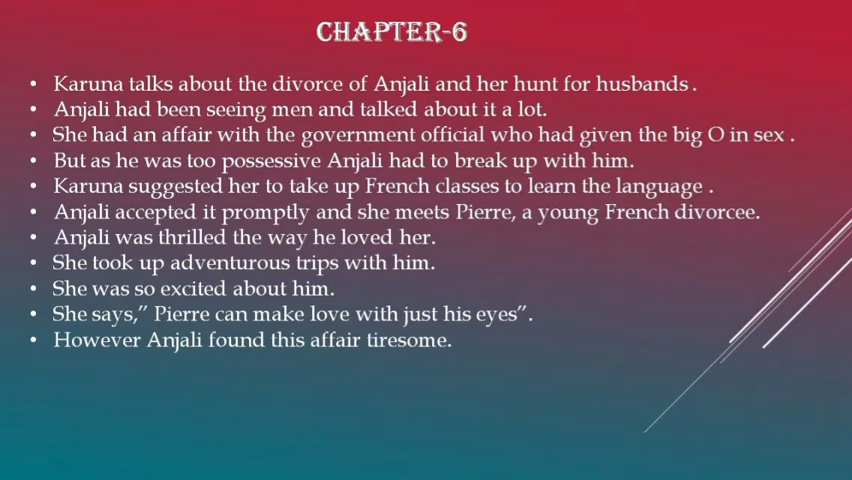 CHAPTER-6
• Karuna talks about the divorce of Anjali and her hunt for husbands .
• Anjali had been seeing men and talked about it a lot.
• She had an affair with the government official who had given the big O in sex .
• But as he was too possessive Anjali had to break up with him.
• Karuna suggested her to take up French classes to learn the language .
• Anjali accepted it promptly and she meets Pierre, a young French divorcee.
• Anjali was thrilled the way he loved her.
• She took up adventurous trips with him.
• She was so excited about him.
• She says,” Pierre can make love with just his eyes”.
• However Anjali found this affair tiresome.